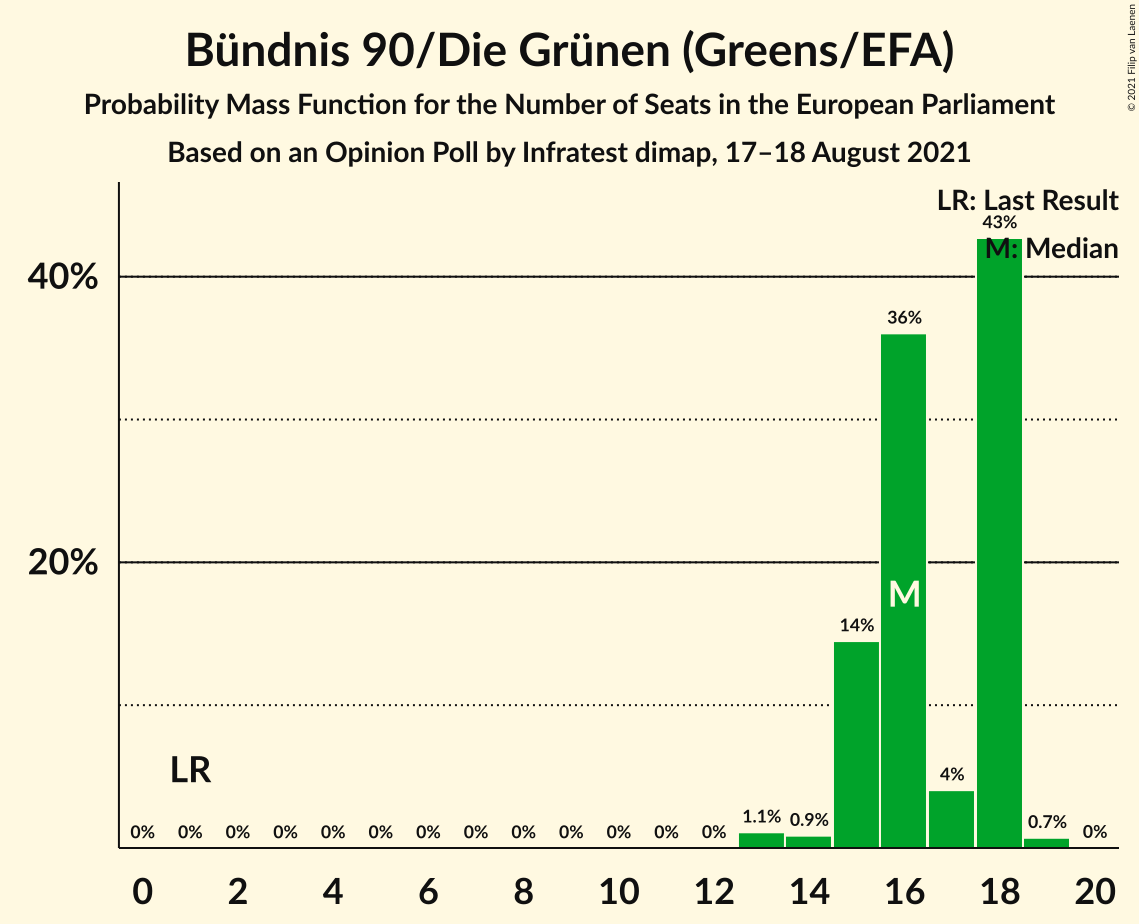 Bündnis 90/Die Grünen (Greens/EFA)
Probability Mass Function for the Number of Seats in the European Parliament
Based on an Opinion Poll by Infratest dimap, 17–18 August 2021
© 2021 Filip van Laenen
LR: Last Result
M: Median
40%
20%
43%
36%
14%
4%
1.1%
0.9%
0.7%
M
LR
0% 0% 0% 0% 0% 0% 0% 0% 0% 0% 0% 0% 0% 0%
0 2 4 6 8 10 12 14 16 18 20